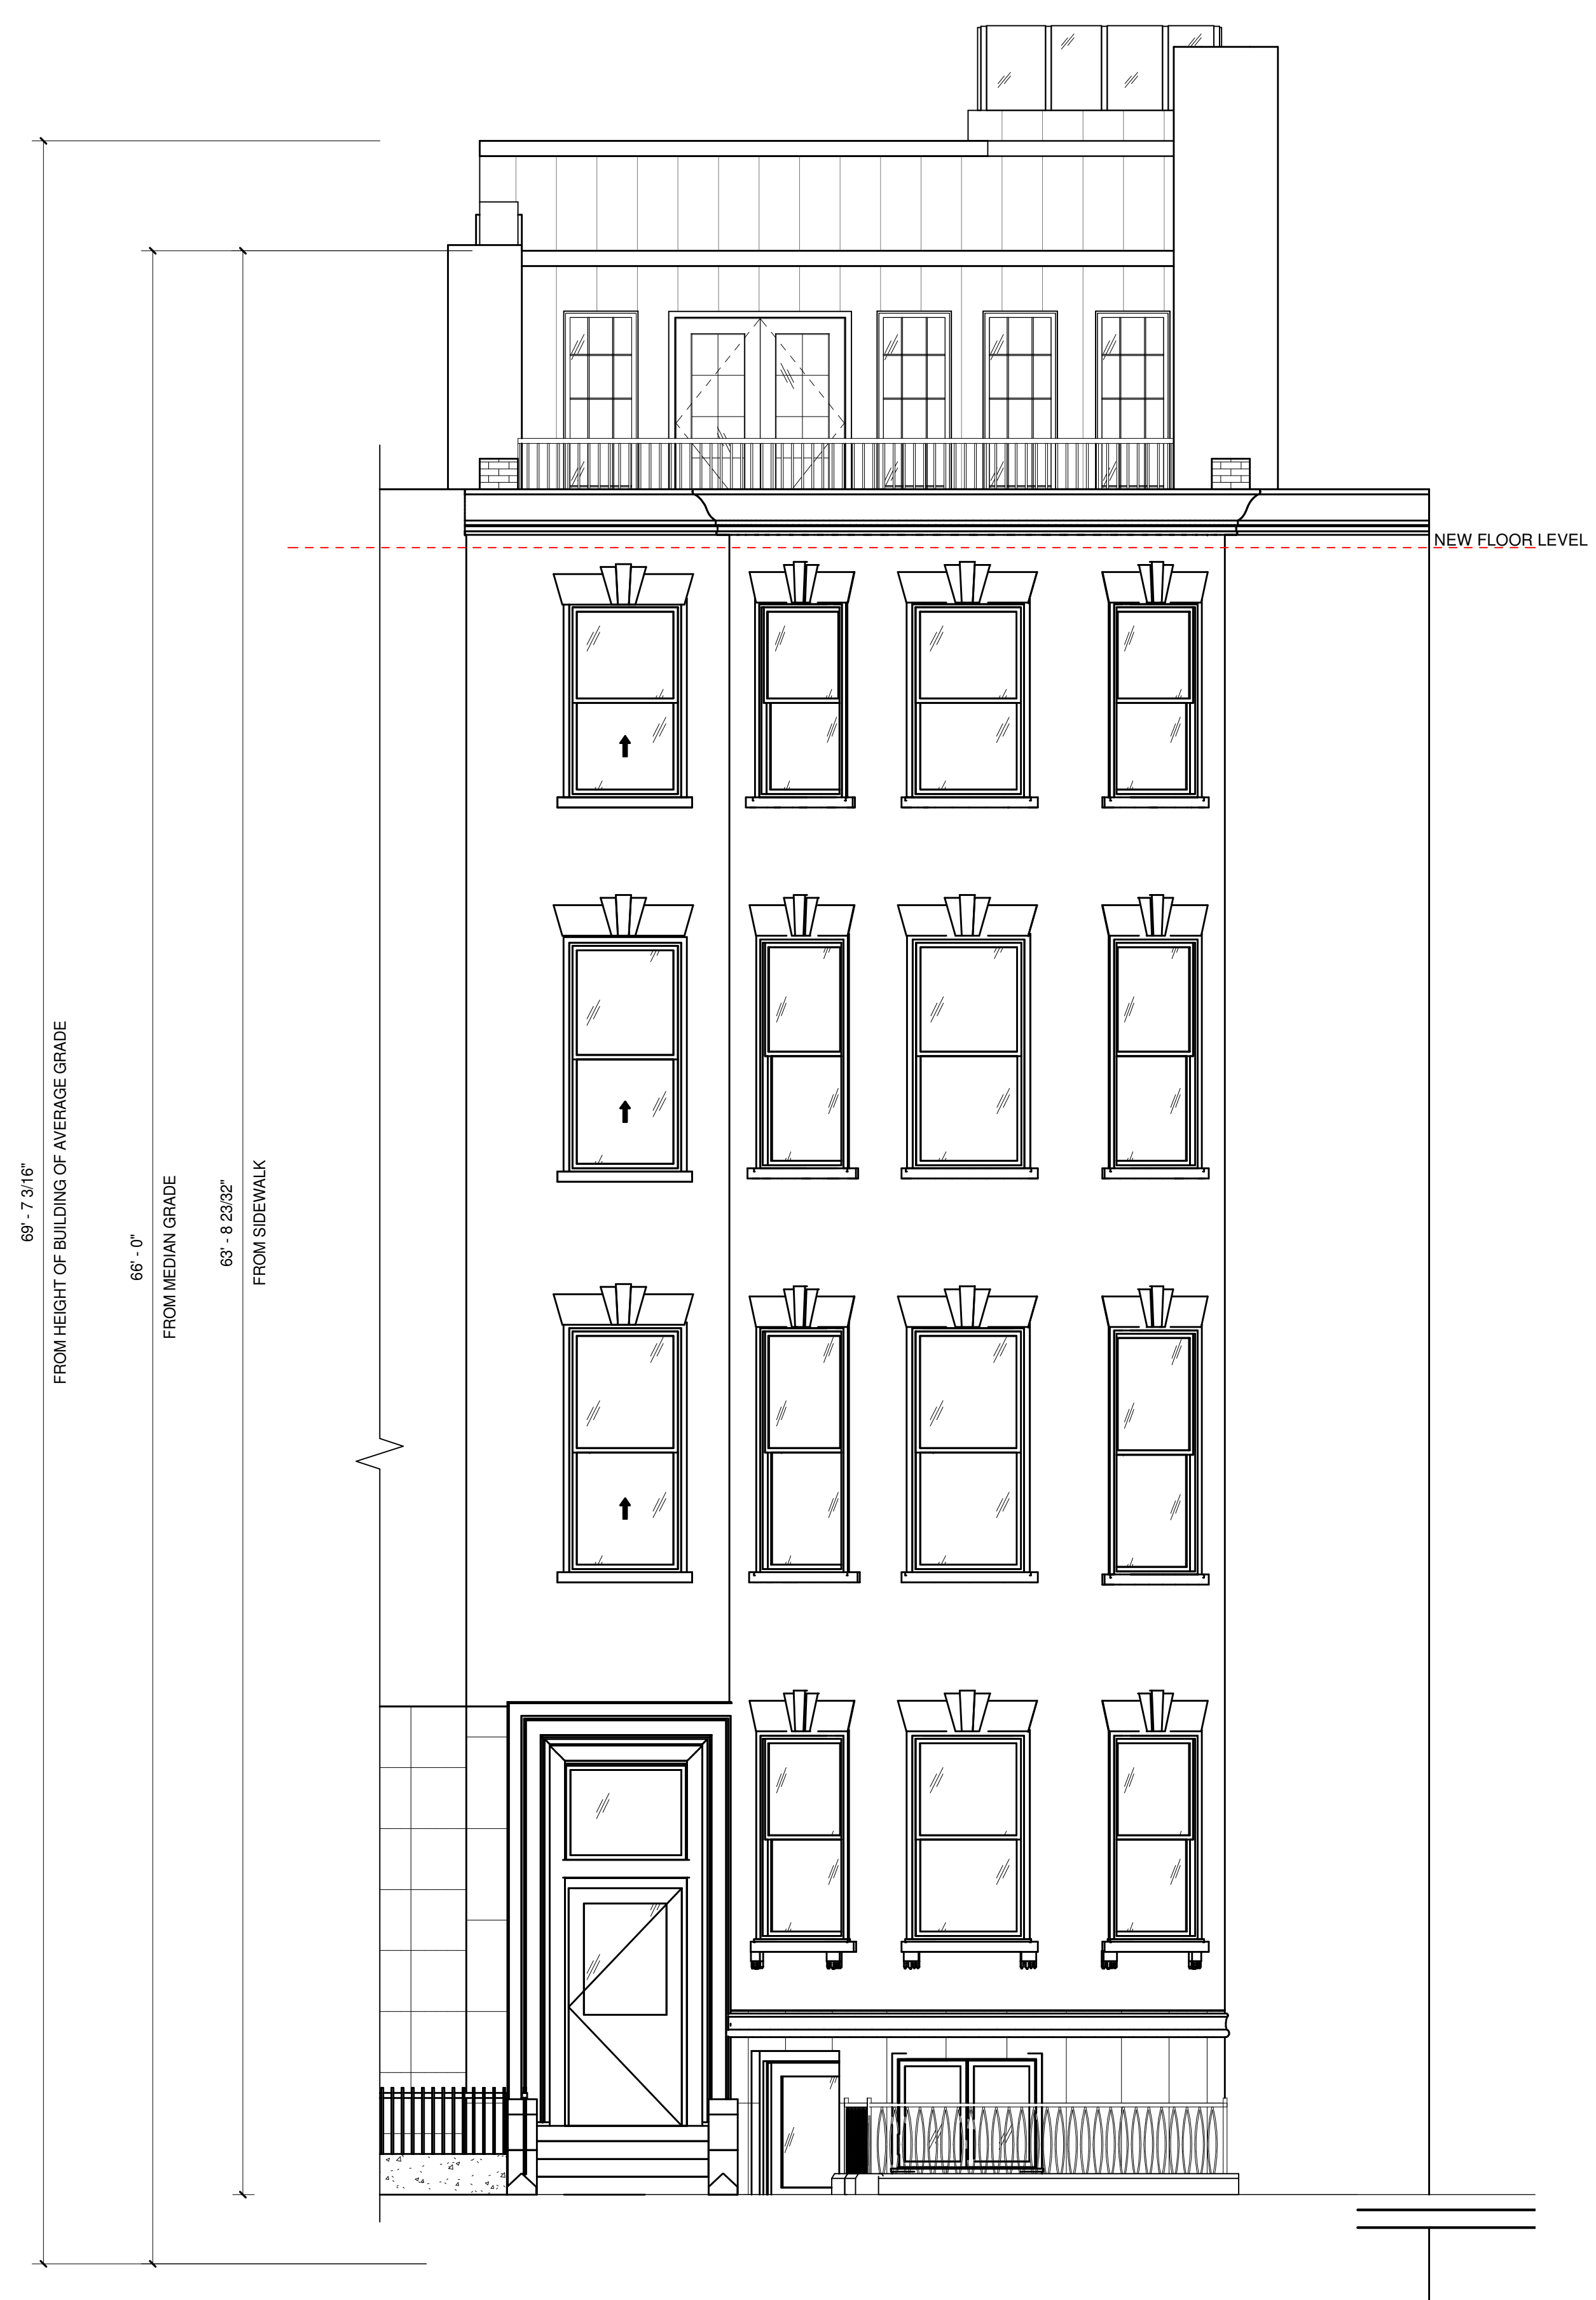 NEW FLOOR LEVEL
69' - 7 3/16"
FROM HEIGHT OF BUILDING OF AVERAGE GRADE
66' - 0"
FROM MEDIAN GRADE
63' - 8 23/32"
FROM SIDEWALK